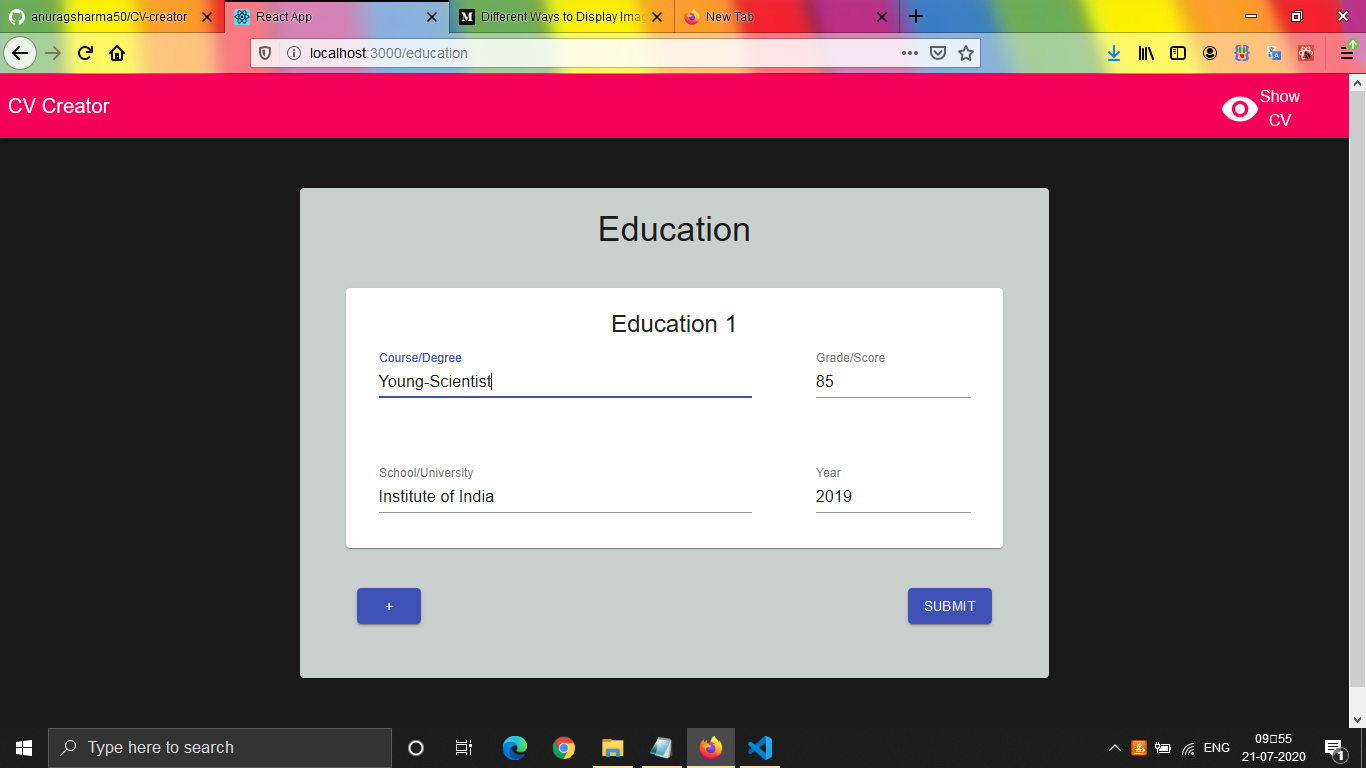 anuragsharma50/CV-creator
React App
Different Ways to Display Imag
New Tab
localhost:3000/education
CV Creator
Show
CV
Education
Education 1
Course/Degree
Grade/Score
Young-Scientist
85
School/University
Year
Institute of India
2019
+
SUBMIT
Type here to search
ENG
09▯55
21-07-2020
1